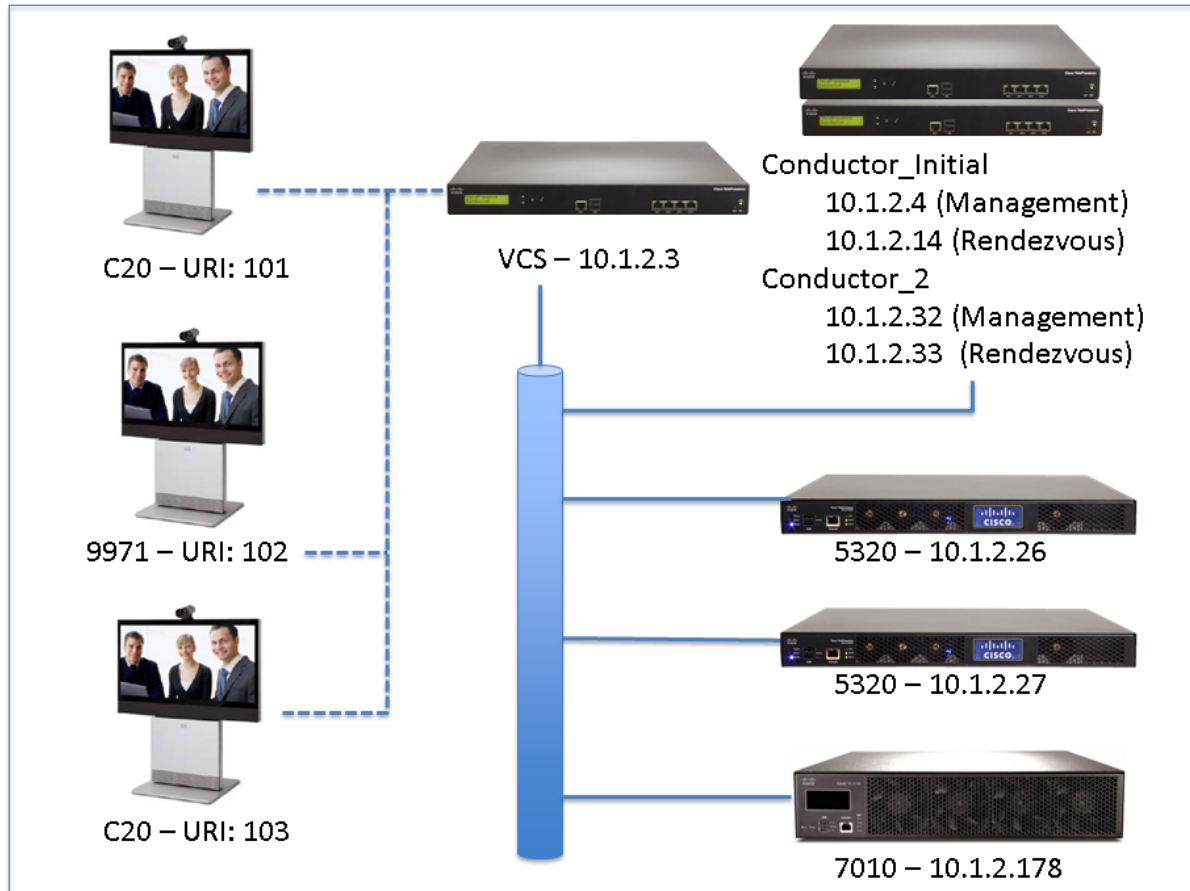 C20 – URI: 101
9971 – URI: 102
C20 – URI: 103
VCS – 10.1.2.3
Conductor_Initial
10.1.2.4 (Management)
10.1.2.14 (Rendezvous)
Conductor_2
10.1.2.32 (Management)
10.1.2.33 (Rendezvous)
CISCO.
5320 – 10.1.2.26
CISCO.
5320 – 10.1.2.27
7010 – 10.1.2.178